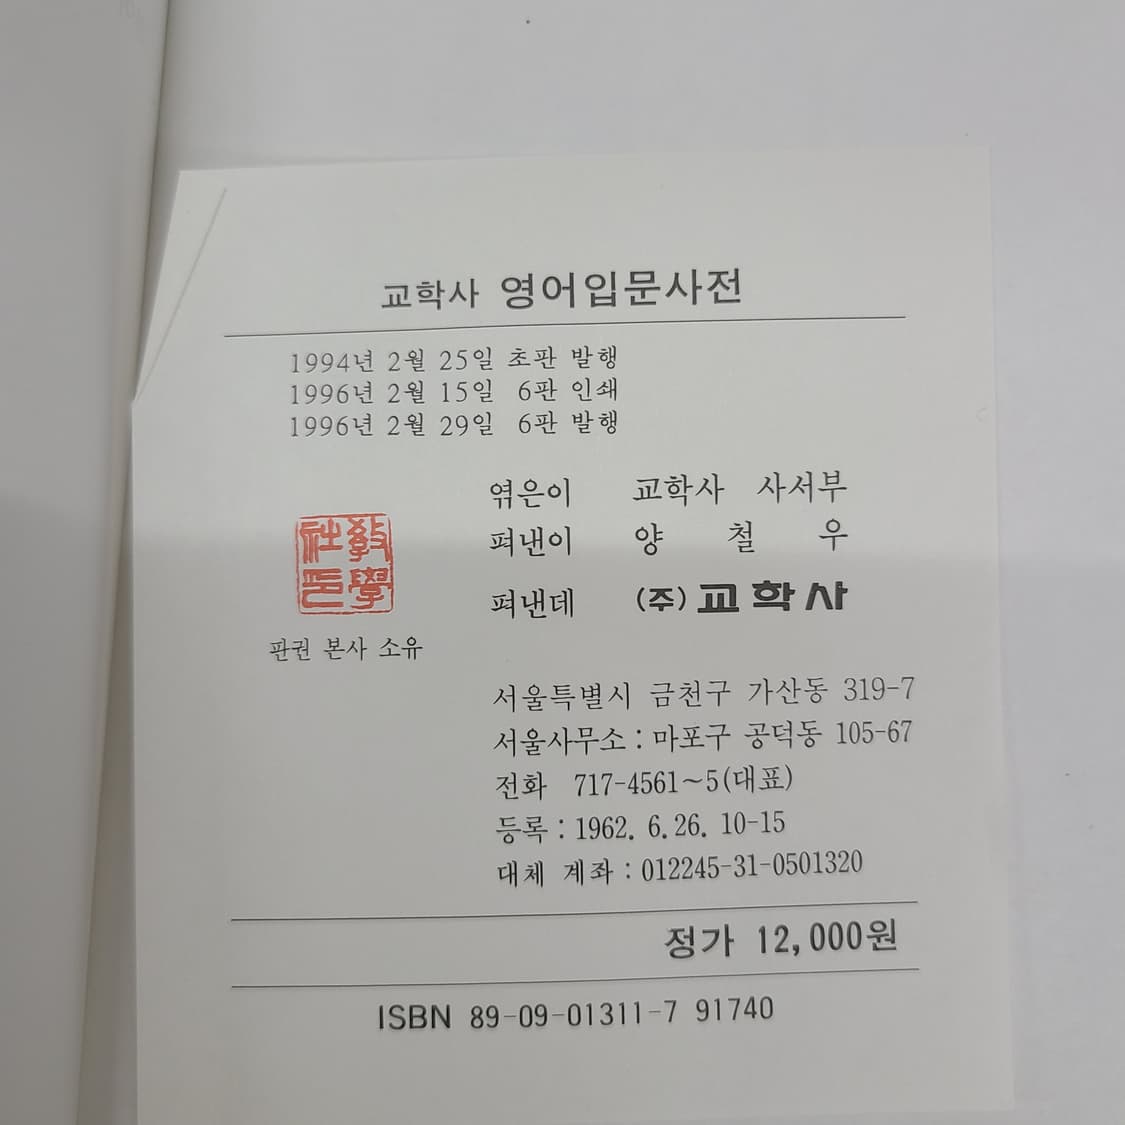 교학사 영어입문사전
1994년 2월 25일 초판 발행
1996년 2월 15일 6판 인쇄
1996년 2월 29일 6판 발행
엮은이 교학사 사서부
펴낸이 양 철 우
펴낸데 (주) 교학사
敎學
社印
판권 본사 소유
서울특별시 금천구 가산동 319-7
서울사무소 : 마포구 공덕동 105-67
전화 717-4561～5(대표)
등록 : 1962. 6. 26. 10-15
대체 계좌 : 012245-31-0501320
정가 12,000원
ISBN 89-09-01311-7 91740